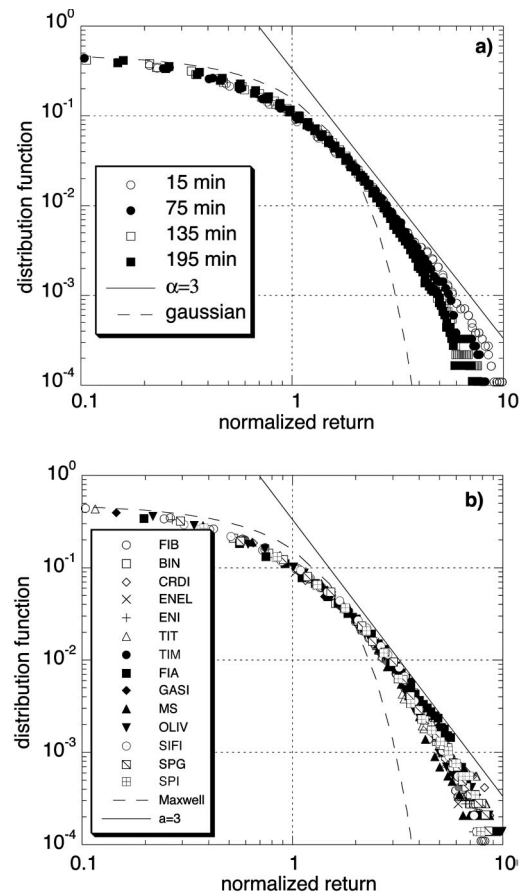 10^0
a)
10^-1
10^-2
10^-3
10^-4
distribution function
15 min
75 min
135 min
195 min
α=3
gaussian
0.1
1
10
normalized return
10^0
b)
10^-1
10^-2
10^-3
10^-4
distribution function
FIB
BIN
CRDI
ENEL
ENI
TIT
TIM
FIA
GASI
MS
OLIV
SIFI
SPG
SPI
Maxwell
a=3
0.1
1
10
normalized return